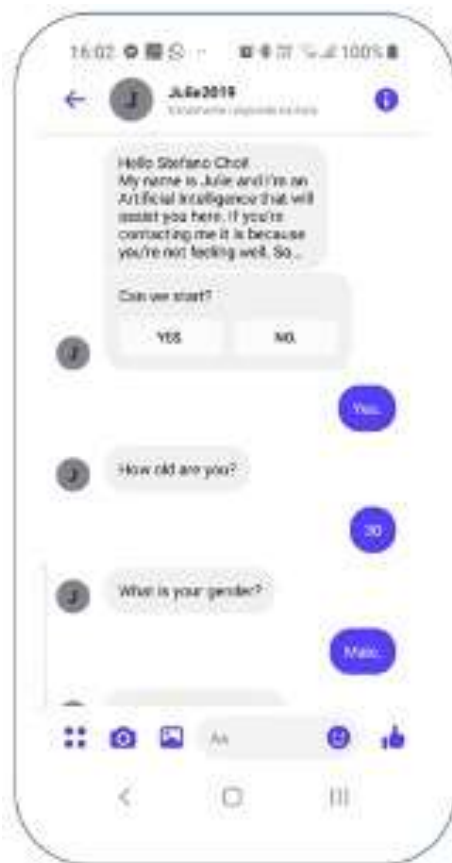 16:02
100%
J
Julie2019
Hello Stefano Choi!
My name is Julie and I'm an
Artificial Intelligence that will
assist you here. If you're
contacting me it is because
you're not feeling well. So...
Can we start?
YES.
NO.
J
Yes.
J
How old are you?
30
J
What is your gender?
Male.
Aa